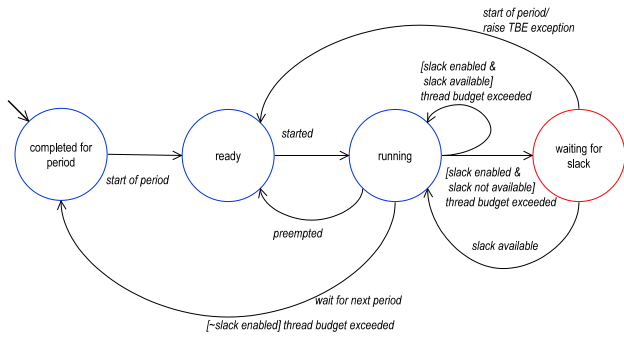 start of period/
raise TBE exception
[slack enabled &
slack available]
thread budget exceeded
completed for
period
ready
running
waiting for
slack
started
start of period
[slack enabled &
slack not available]
thread budget exceeded
preempted
slack available
wait for next period
[~slack enabled] thread budget exceeded